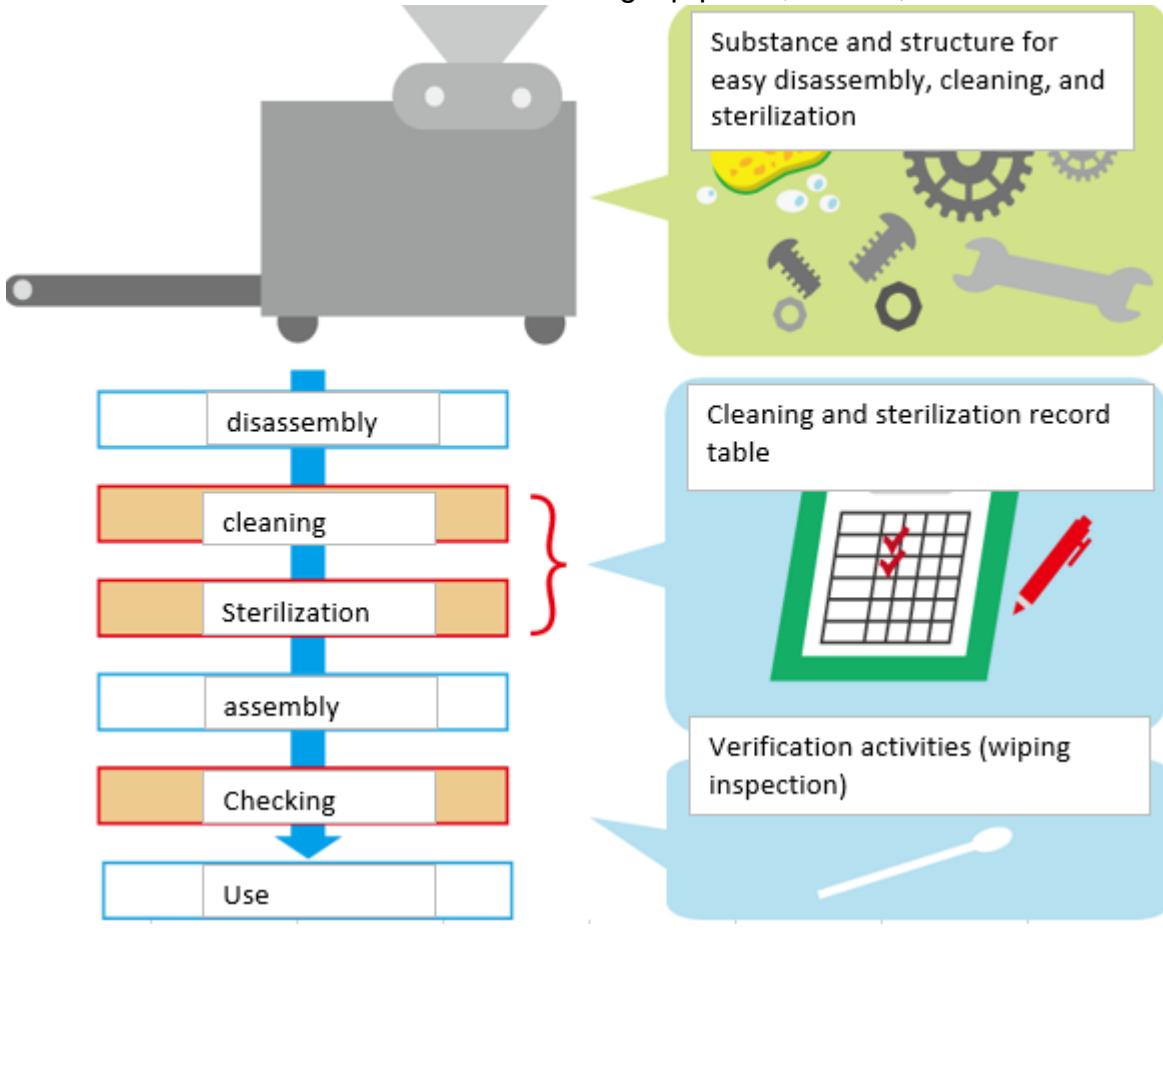 Substance and structure for
easy disassembly, cleaning, and
sterilization
disassembly
cleaning
Sterilization
assembly
Checking
Use
Cleaning and sterilization record
table
Verification activities (wiping
inspection)